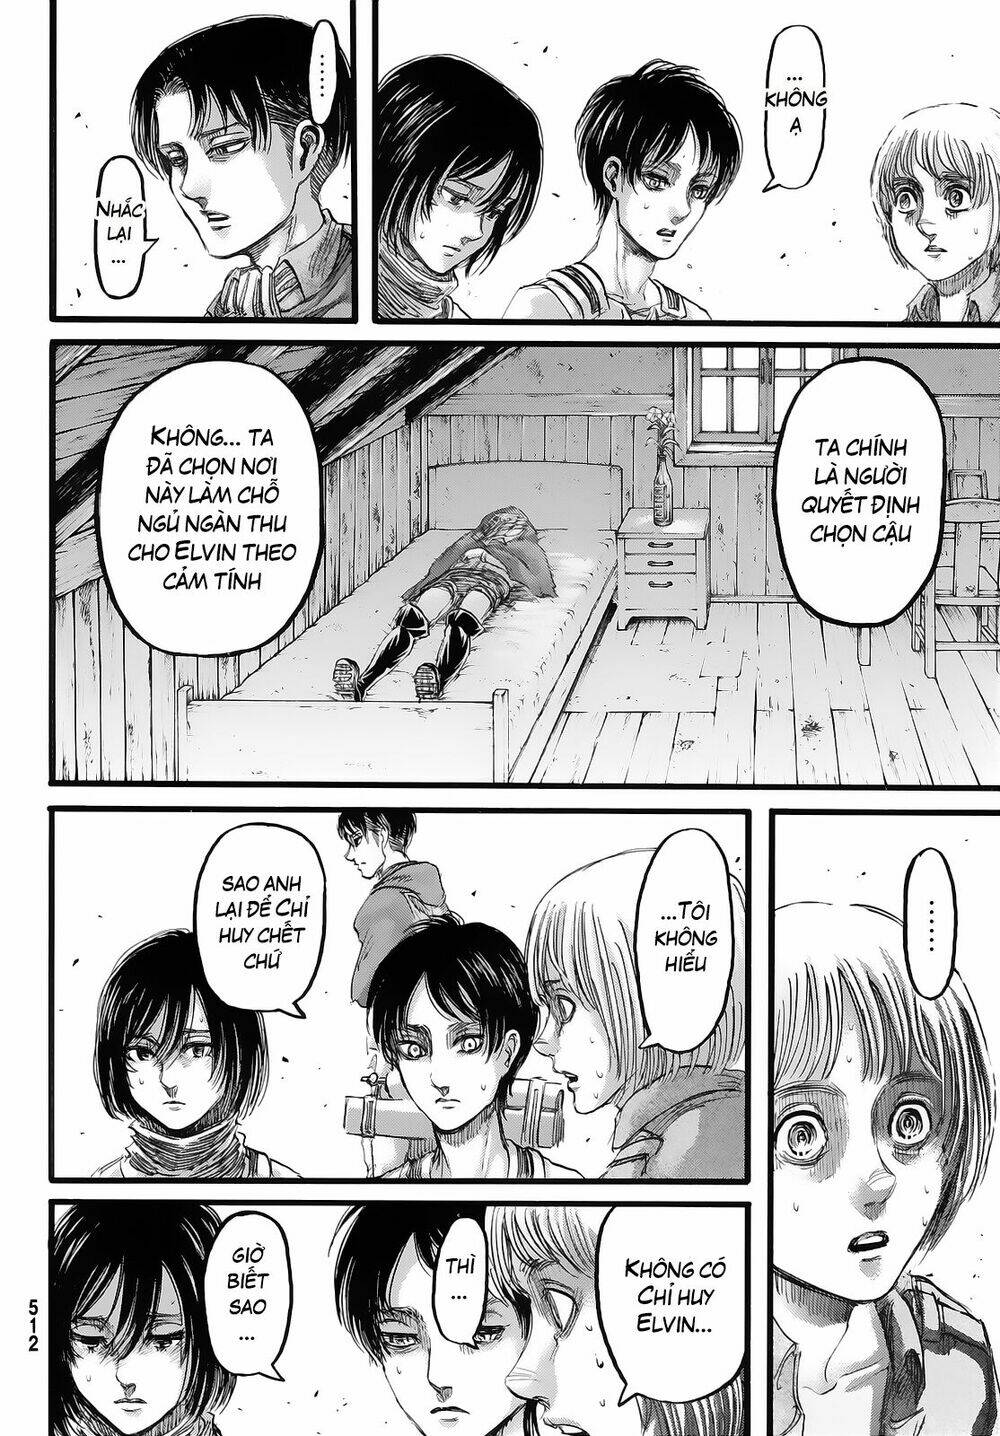 ...
KHÔNG
Ạ
......
NHẮC
LẠI
...
TA CHÍNH
LÀ NGƯỜI
QUYẾT ĐỊNH
CHỌN CẬU
KHÔNG... TA
ĐÃ CHỌN NƠI
NÀY LÀM CHỖ
NGỦ NGÀN THU
CHO ELVIN THEO
CẢM TÍNH
......
...TÔI
KHÔNG
HIỂU
SAO ANH
LẠI ĐỂ CHỈ
HUY CHẾT
CHỨ
KHÔNG CÓ
CHỈ HUY
ELVIN...
THÌ
...
GIỜ
BIẾT
SAO
...
512